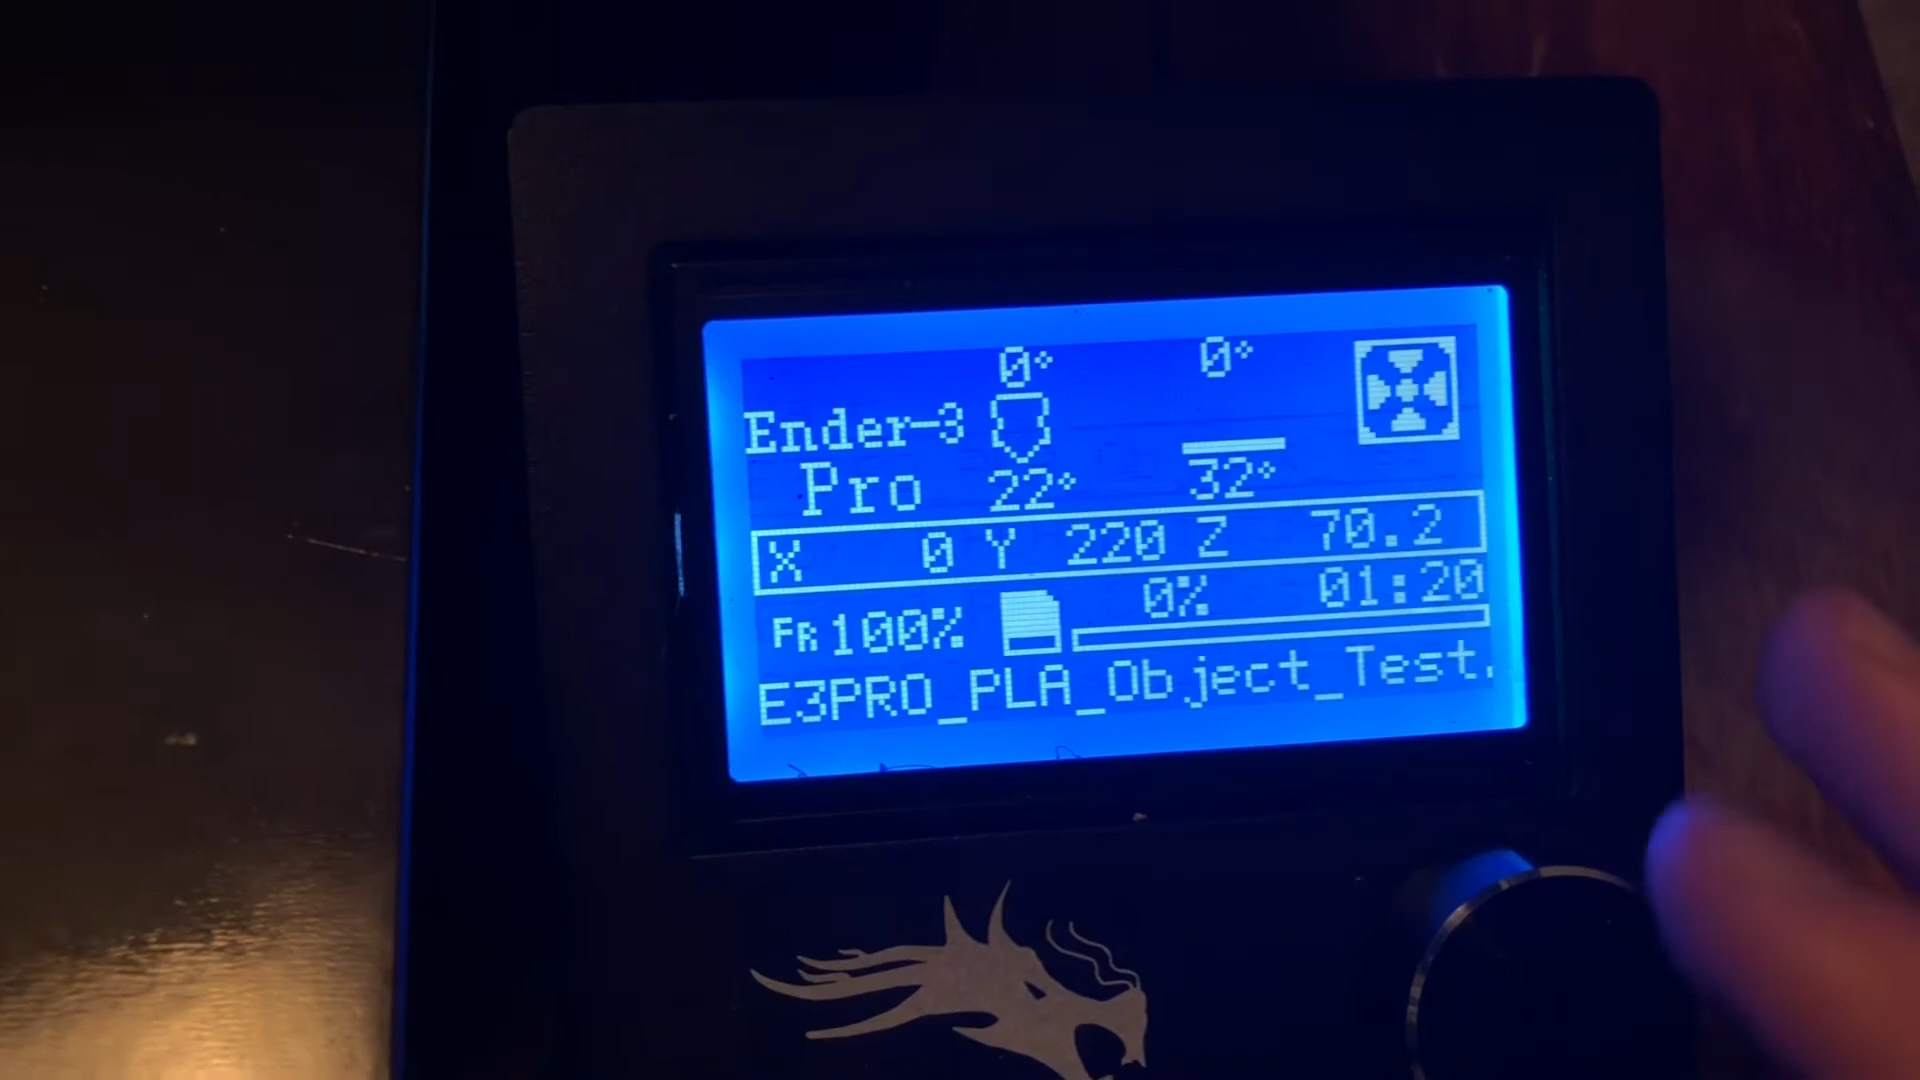 0° 0°
Ender-3
Pro 22° 32°
X 0 Y 220 Z 70.2
FR100% 0% 01:20
E3PRO_PLA_Object_Test.